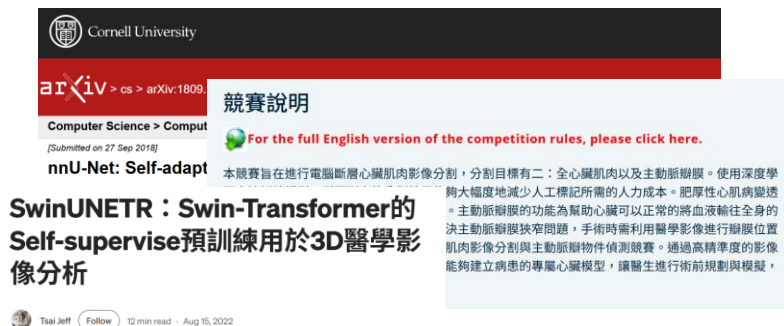 Cornell University
arXiv > cs > arXiv:1809.
Computer Science > Comput
[Submitted on 27 Sep 2018]
nnU-Net: Self-adapt
競賽說明
For the full English version of the competition rules, please click here.
本競賽旨在進行電腦斷層心臟肌肉影像分割，分割目標有二：全心臟肌肉以及主動脈瓣膜。使用深度學
夠大幅度地減少人工標記所需的人力成本。肥厚性心肌病變透
。主動脈瓣膜的功能為幫助心臟可以正常的將血液輸往全身的
決主動脈瓣膜狹窄問題，手術時需利用醫學影像進行瓣膜位置
肌肉影像分割與主動脈瓣物件偵測競賽。通過高精準度的影像
能夠建立病患的專屬心臟模型，讓醫生進行術前規劃與模擬，
SwinUNETR：Swin-Transformer的
Self-supervise預訓練用於3D醫學影
像分析
Tsai Jeff Follow 12 min read · Aug 15, 2022